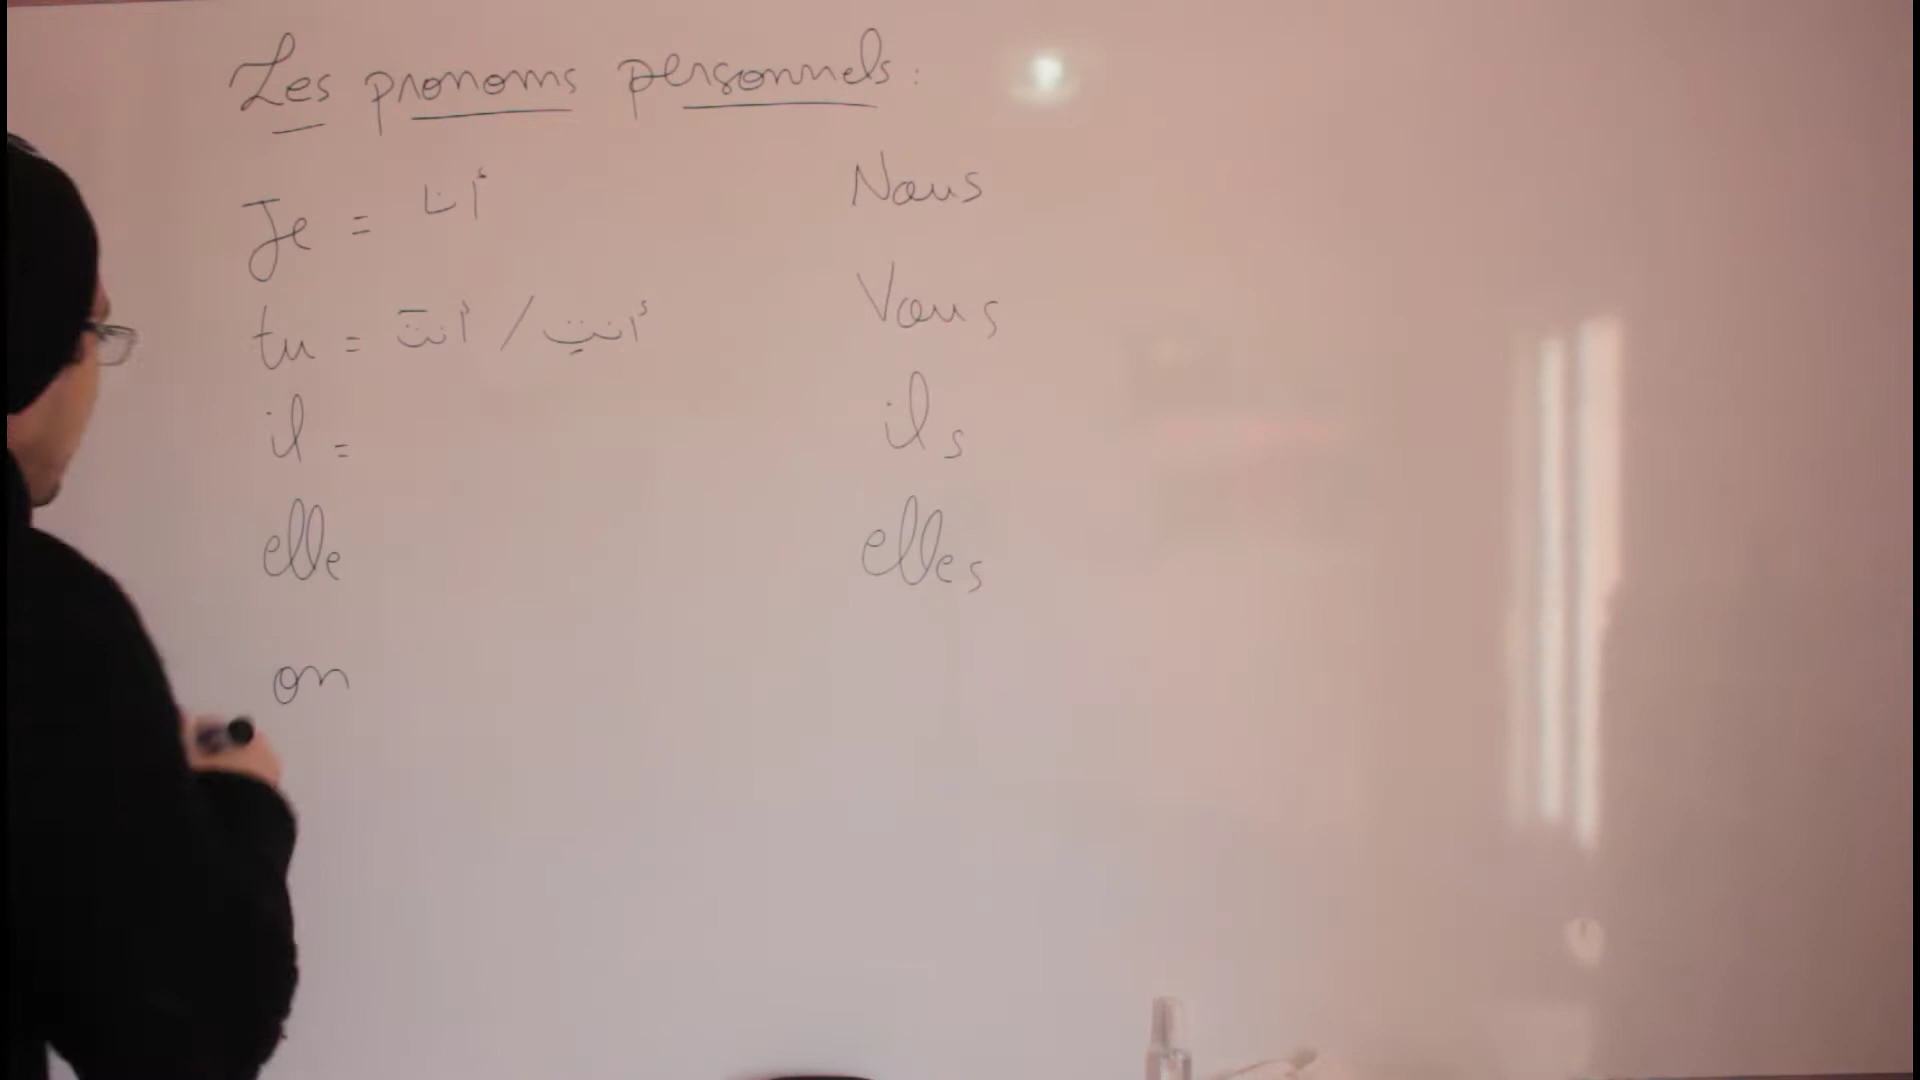 Les pronoms personnels :
Je = أنا
tu = أنتَ / أنتِ
il =
elle
on
Nous
Vous
ils
elles